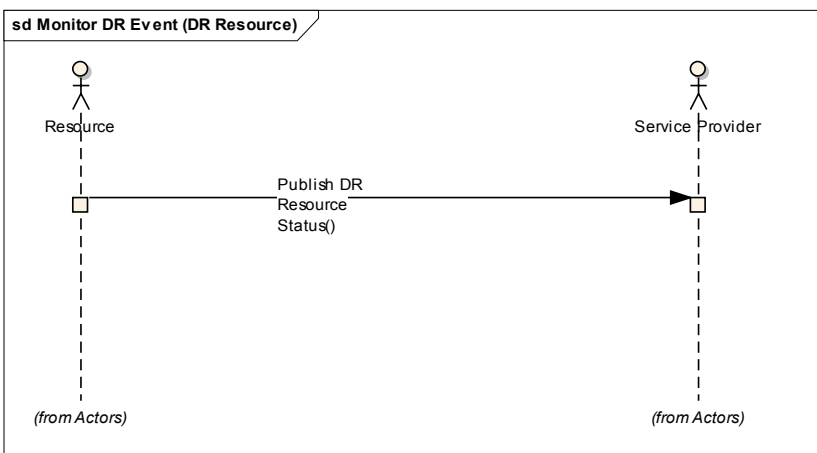 sd Monitor DR Event (DR Resource)
Resource
Service Provider
Publish DR
Resource
Status()
(from Actors)
(from Actors)